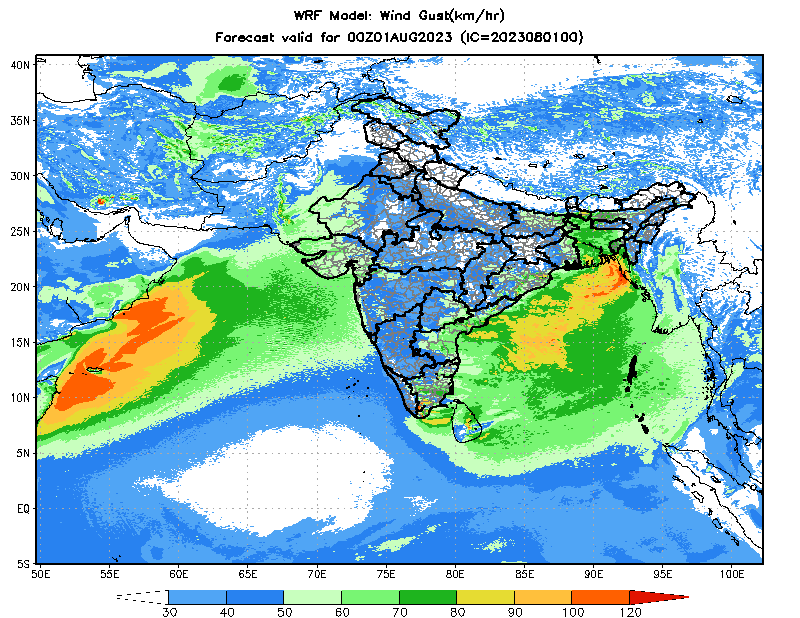 WRF Model: Wind Gust(km/hr)
Forecast valid for 00Z01AUG2023 (IC=2023080100)
40N
35N
30N
25N
20N
15N
10N
5N
EQ
5S
50E 55E 60E 65E 70E 75E 80E 85E 90E 95E 100E
30 40 50 60 70 80 90 100 120